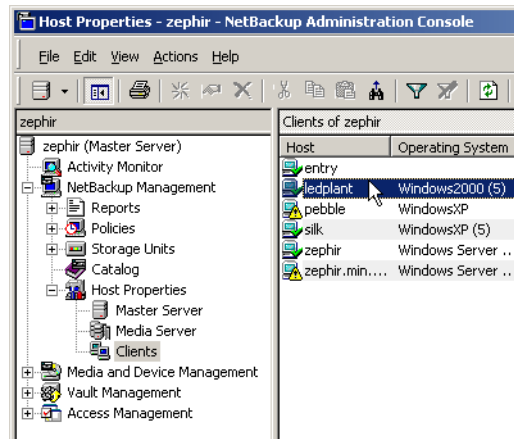 Host Properties - zephir - NetBackup Administration Console
File Edit View Actions Help
zephir
zephir (Master Server)
Activity Monitor
NetBackup Management
Reports
Policies
Storage Units
Catalog
Host Properties
Master Server
Media Server
Clients
Media and Device Management
Vault Management
Access Management
Clients of zephir
Host Operating System
entry
ledplant Windows2000 (5)
pebble WindowsXP
silk WindowsXP (5)
zephir Windows Server ..
zephir.min.... Windows Server ..